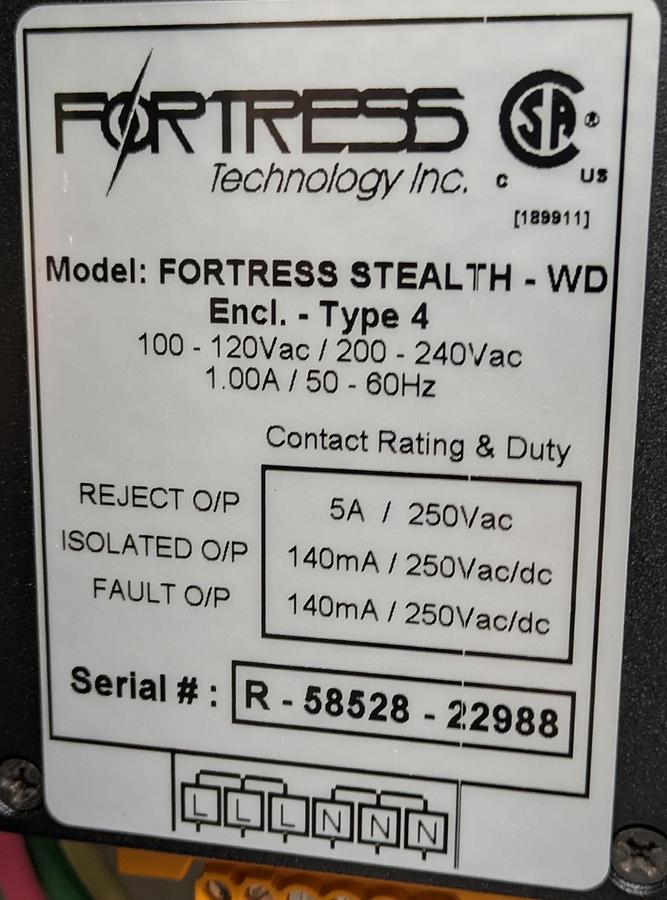 FORTRESS
Technology Inc.
SA ®
C US
[189911]
Model: FORTRESS STEALTH - WD
Encl. - Type 4
100 - 120Vac / 200 - 240Vac
1.00A / 50 - 60Hz
Contact Rating & Duty
REJECT O/P 5A / 250Vac
ISOLATED O/P 140mA / 250Vac/dc
FAULT O/P 140mA / 250Vac/dc
Serial # : R - 58528 - 22988
L L L N N N